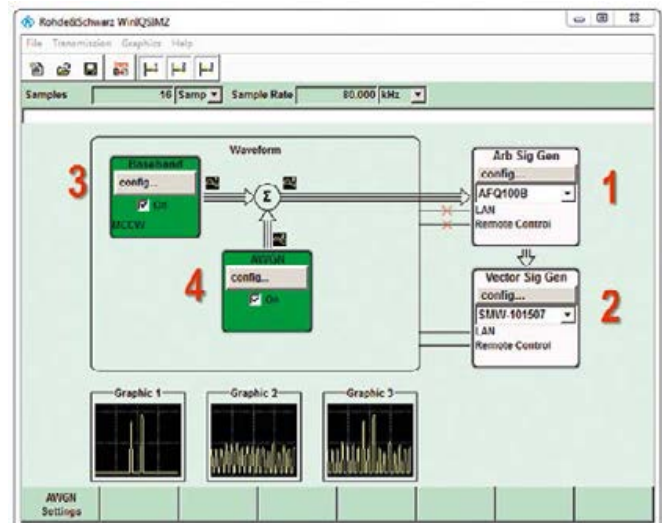 Rohde&Schwarz WinIQSIM2
File Transmission Graphics Help
Samples 16 Samp Sample Rate 80.000 kHz
Waveform
Baseband
config...
On
MCCW
3
Σ
AWGN
config...
On
4
Arb Sig Gen
config...
AFQ100B
LAN
Remote Control
1
Vector Sig Gen
config...
SMW-101507
LAN
Remote Control
2
Graphic 1
Graphic 2
Graphic 3
AWGN
Settings